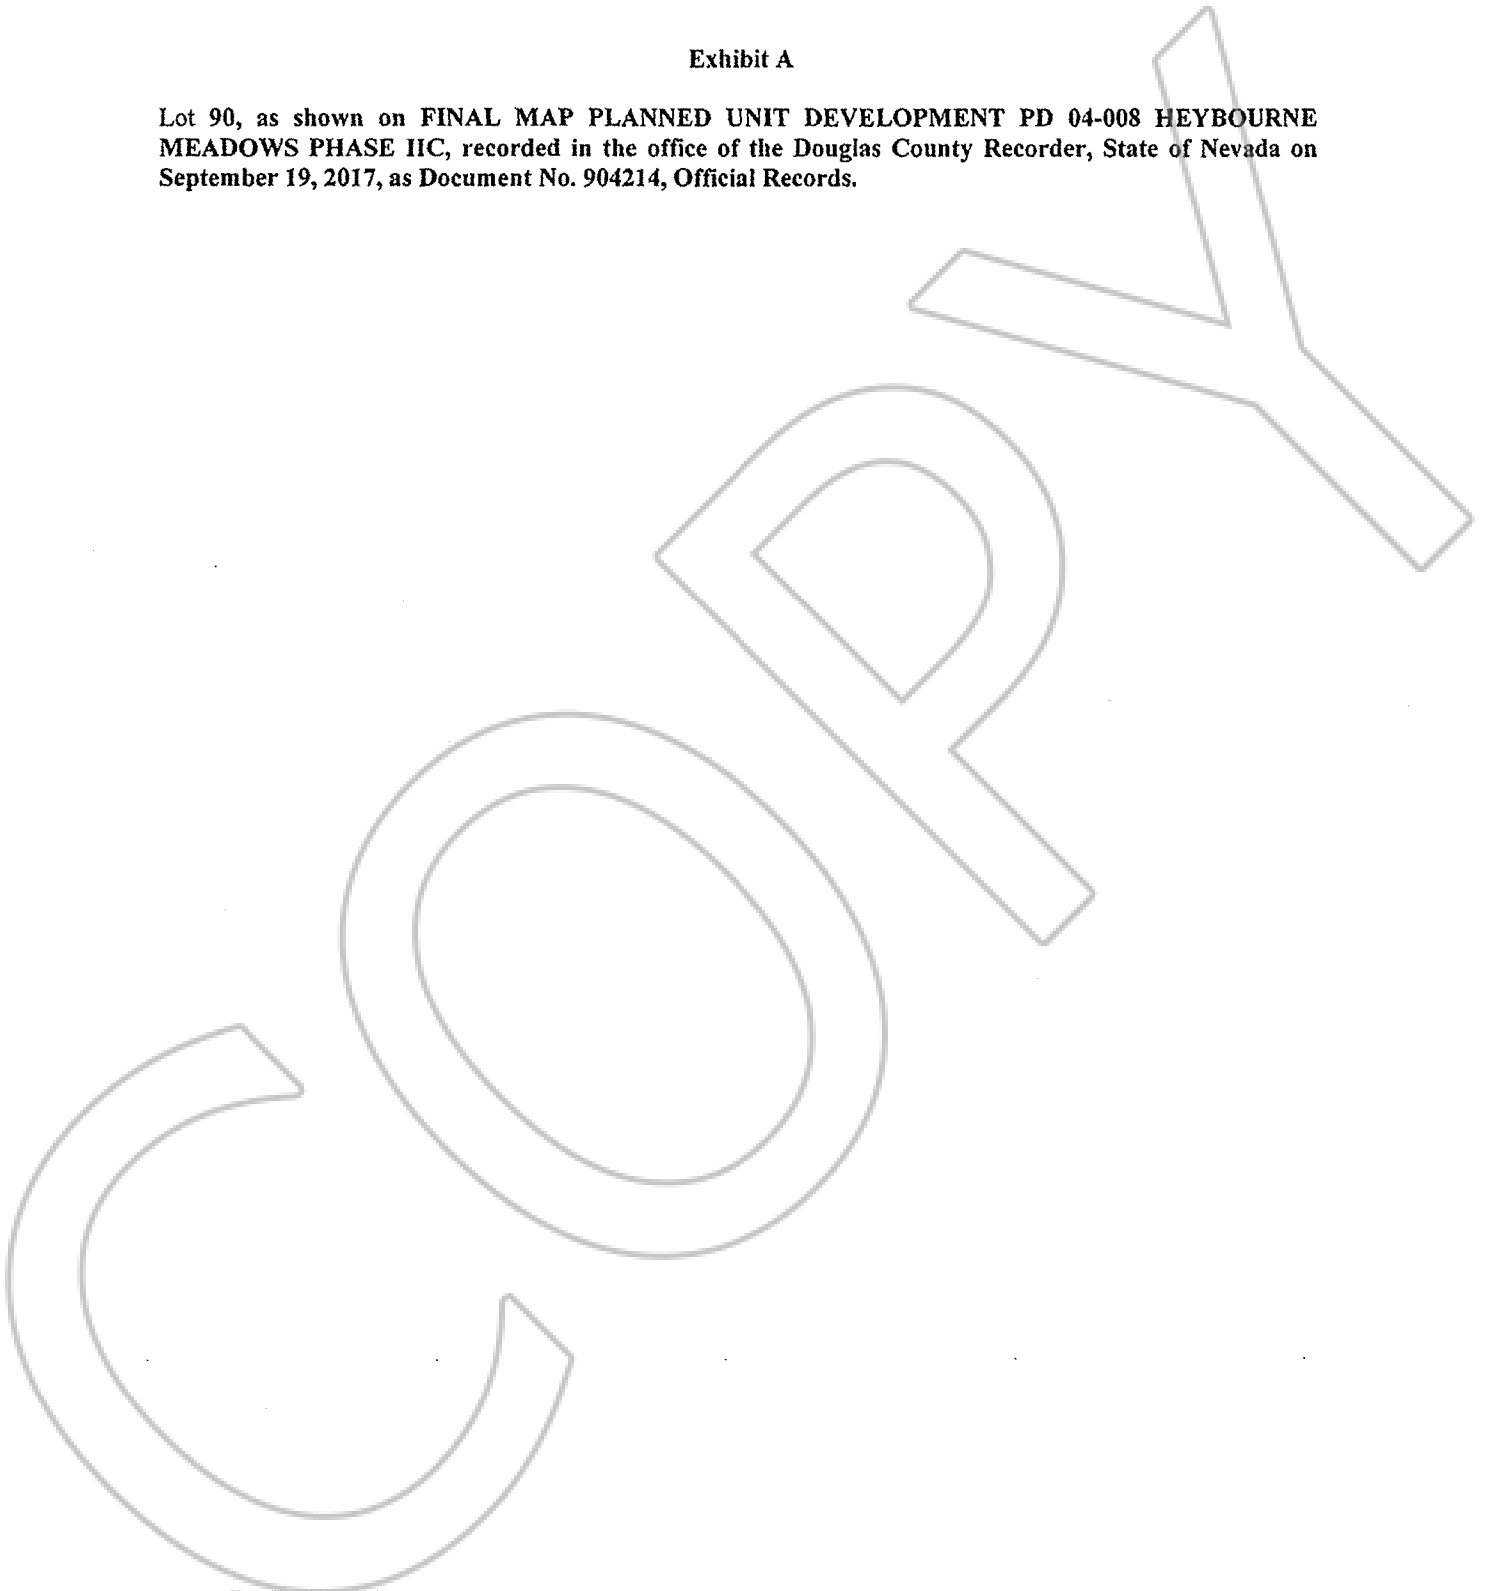 Exhibit A
Lot 90, as shown on FINAL MAP PLANNED UNIT DEVELOPMENT PD 04-008 HEYBOURNE
MEADOWS PHASE IIC, recorded in the office of the Douglas County Recorder, State of Nevada on
September 19, 2017, as Document No. 904214, Official Records.
COPY